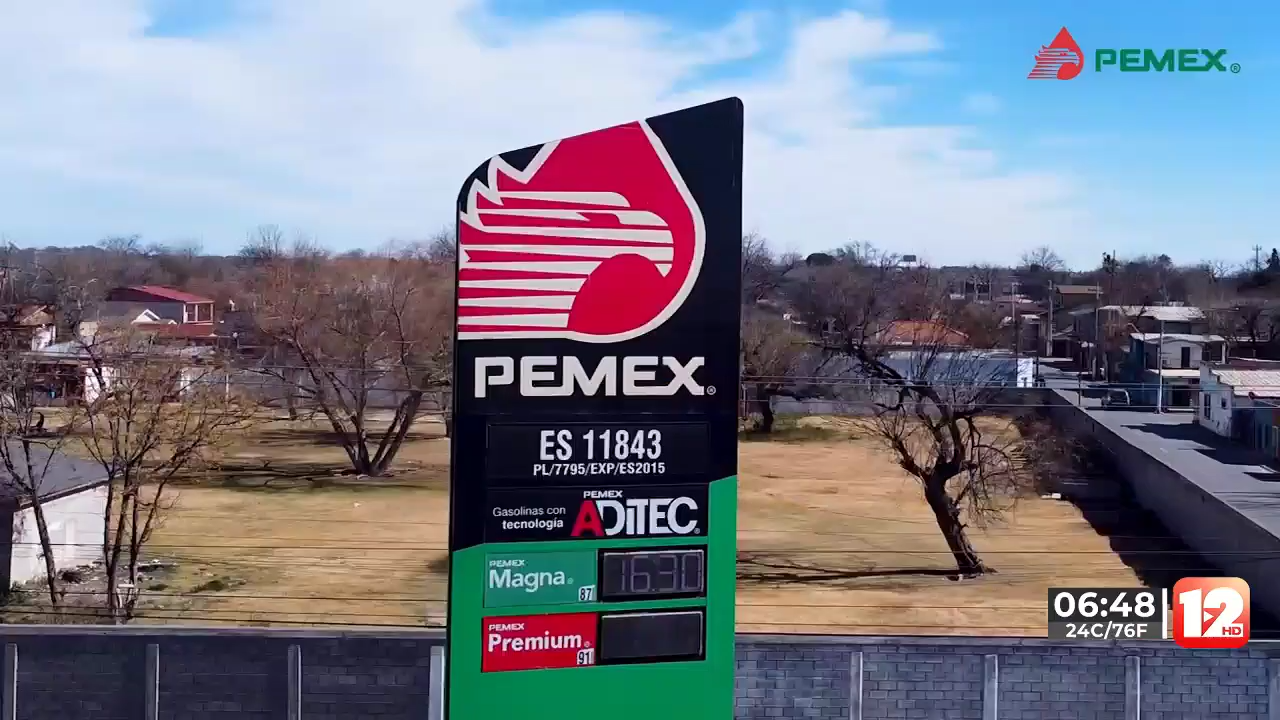 PEMEX®
PEMEX®
ES 11843
PL/7795/EXP/ES2015
Gasolinas con
tecnología
PEMEX
ADITEC®
PEMEX
Magna® 87
16.30
PEMEX
Premium® 91
06:48
24C/76F
12
HD